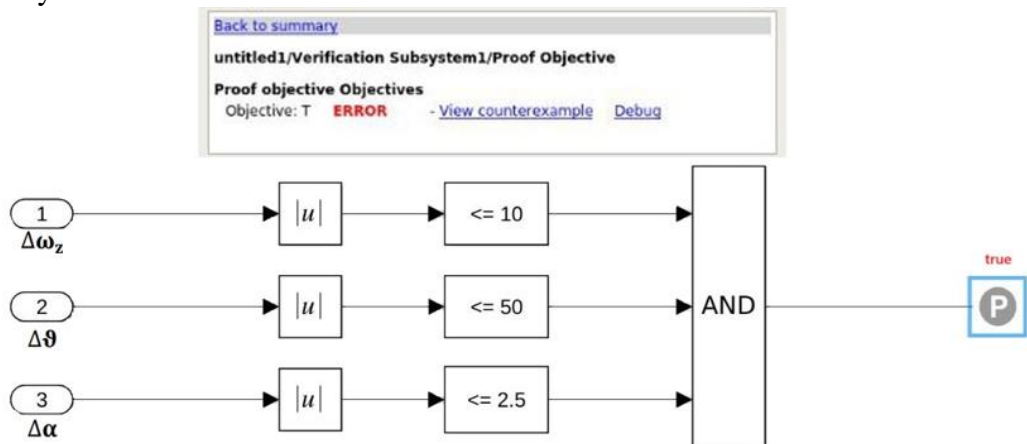 Back to summary
untitled1/Verification Subsystem1/Proof Objective
Proof objective Objectives
Objective: T ERROR - View counterexample Debug
1 |u| <= 10
Δω_z
true
2 |u| <= 50 AND P
Δϑ
3 |u| <= 2.5
Δα